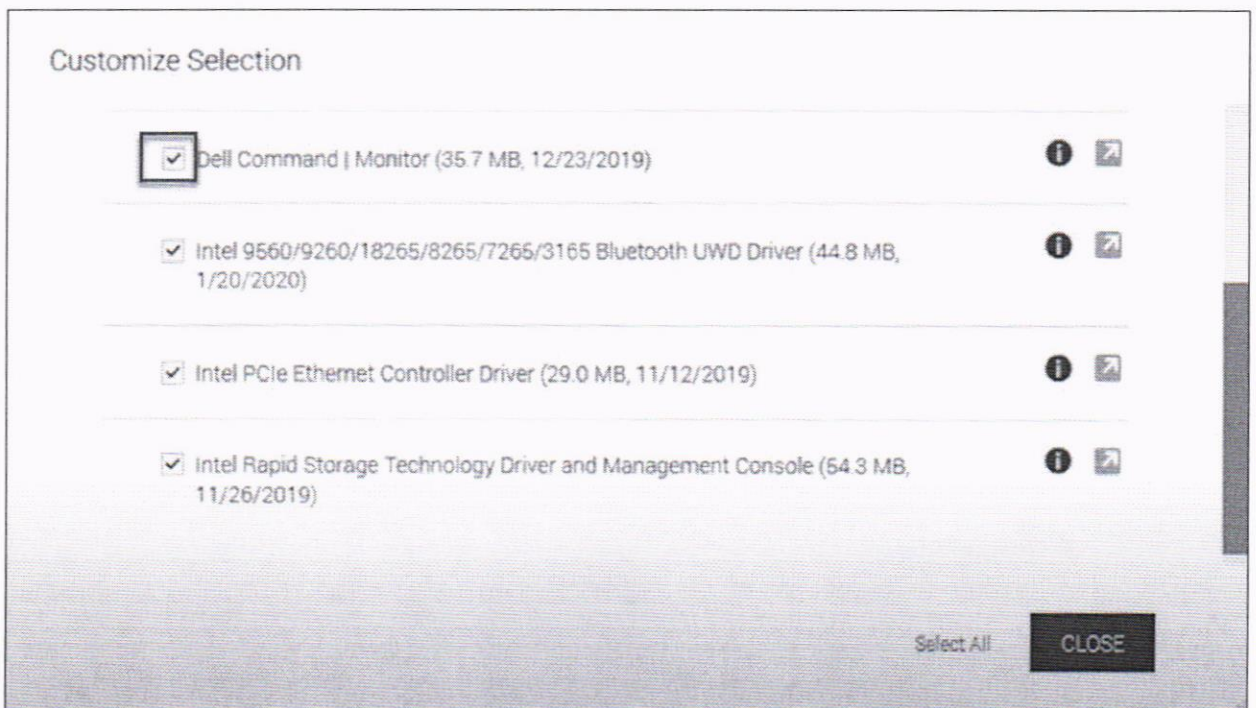 Customize Selection
Dell Command | Monitor (35.7 MB, 12/23/2019)
Intel 9560/9260/18265/8265/7265/3165 Bluetooth UWD Driver (44.8 MB,
1/20/2020)
Intel PCIe Ethernet Controller Driver (29.0 MB, 11/12/2019)
Intel Rapid Storage Technology Driver and Management Console (54.3 MB,
11/26/2019)
Select All
CLOSE